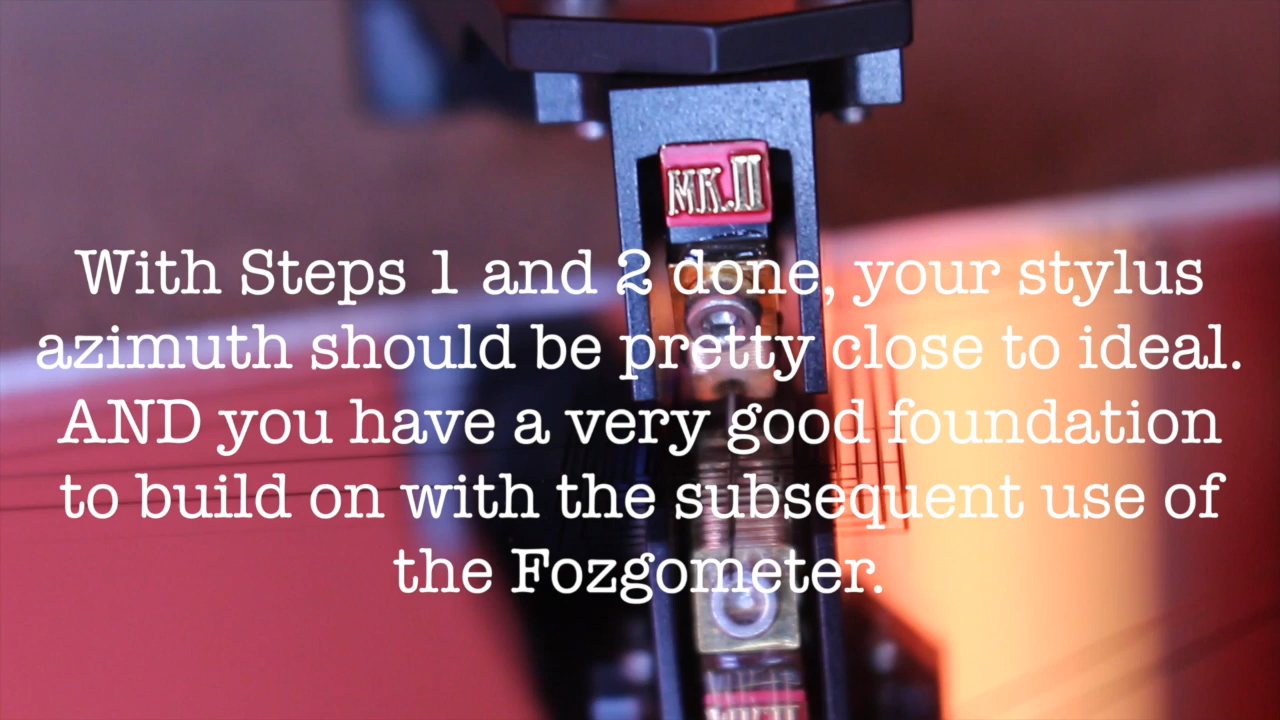 MK.II
With Steps 1 and 2 done, your stylus
azimuth should be pretty close to ideal.
AND you have a very good foundation
to build on with the subsequent use of
the Fozgometer.